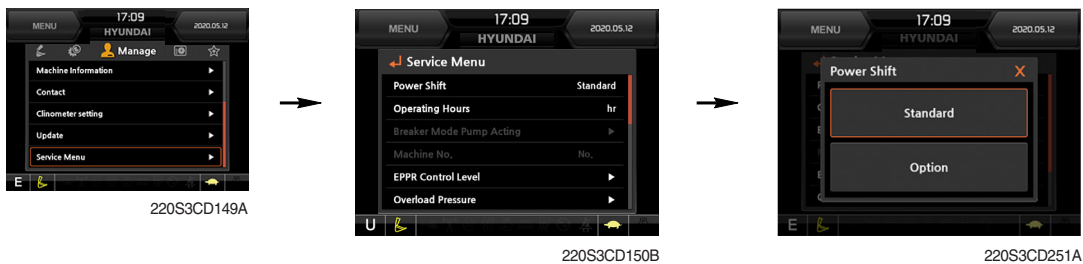 MENU
17:09
HYUNDAI
2020.05.12
Manage
Machine Information
Contact
Clinometer setting
Update
Service Menu
E
220S3CD149A
MENU
17:09
HYUNDAI
2020.05.12
Service Menu
Power Shift Standard
Operating Hours hr
Breaker Mode Pump Acting
Machine No. No.
EPPR Control Level
Overload Pressure
U
220S3CD150B
MENU
17:09
HYUNDAI
2020.05.12
Power Shift X
Standard
Option
E
220S3CD251A